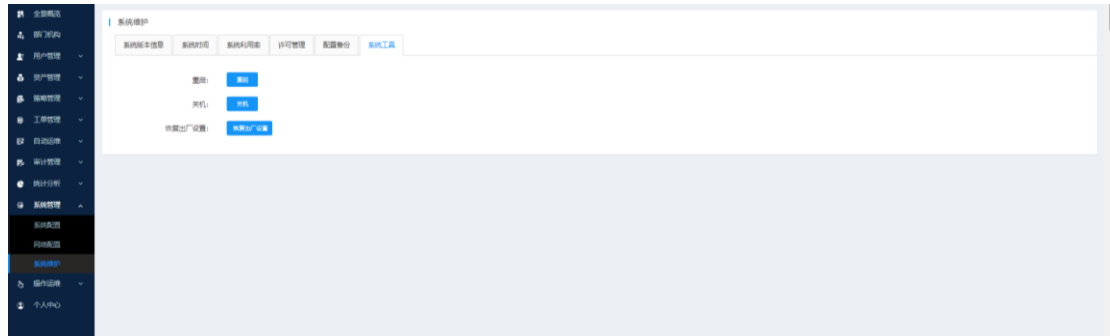 全部概览
部门机构
用户管理
资产管理
策略管理
工单管理
自动运维
审计管理
统计分析
系统管理
系统配置
网络配置
系统维护
操作运维
个人中心
系统维护
系统版本信息 系统时间 系统利用率 许可管理 配置备份 系统工具
重启： 重启
关机： 关机
恢复出厂设置： 恢复出厂设置